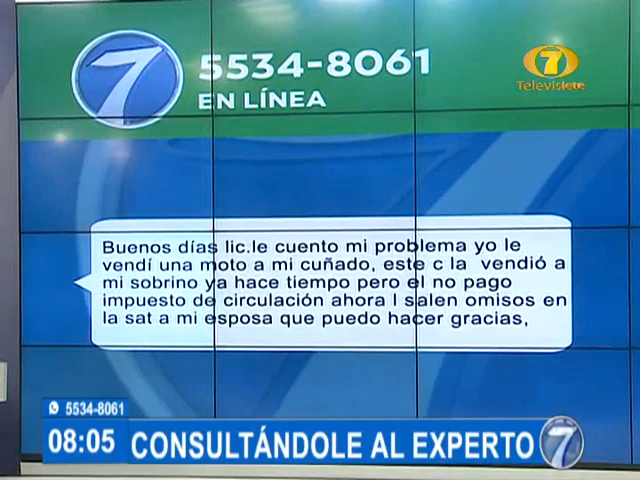 7
5534-8061
EN LÍNEA
7
Televisiete
Buenos días lic.le cuento mi problema yo le
vendí una moto a mi cuñado, este c la vendió a
mi sobrino ya hace tiempo pero el no pago
impuesto de circulación ahora l salen omisos en
la sat a mi esposa que puedo hacer gracias,
5534-8061
08:05 CONSULTÁNDOLE AL EXPERTO 7